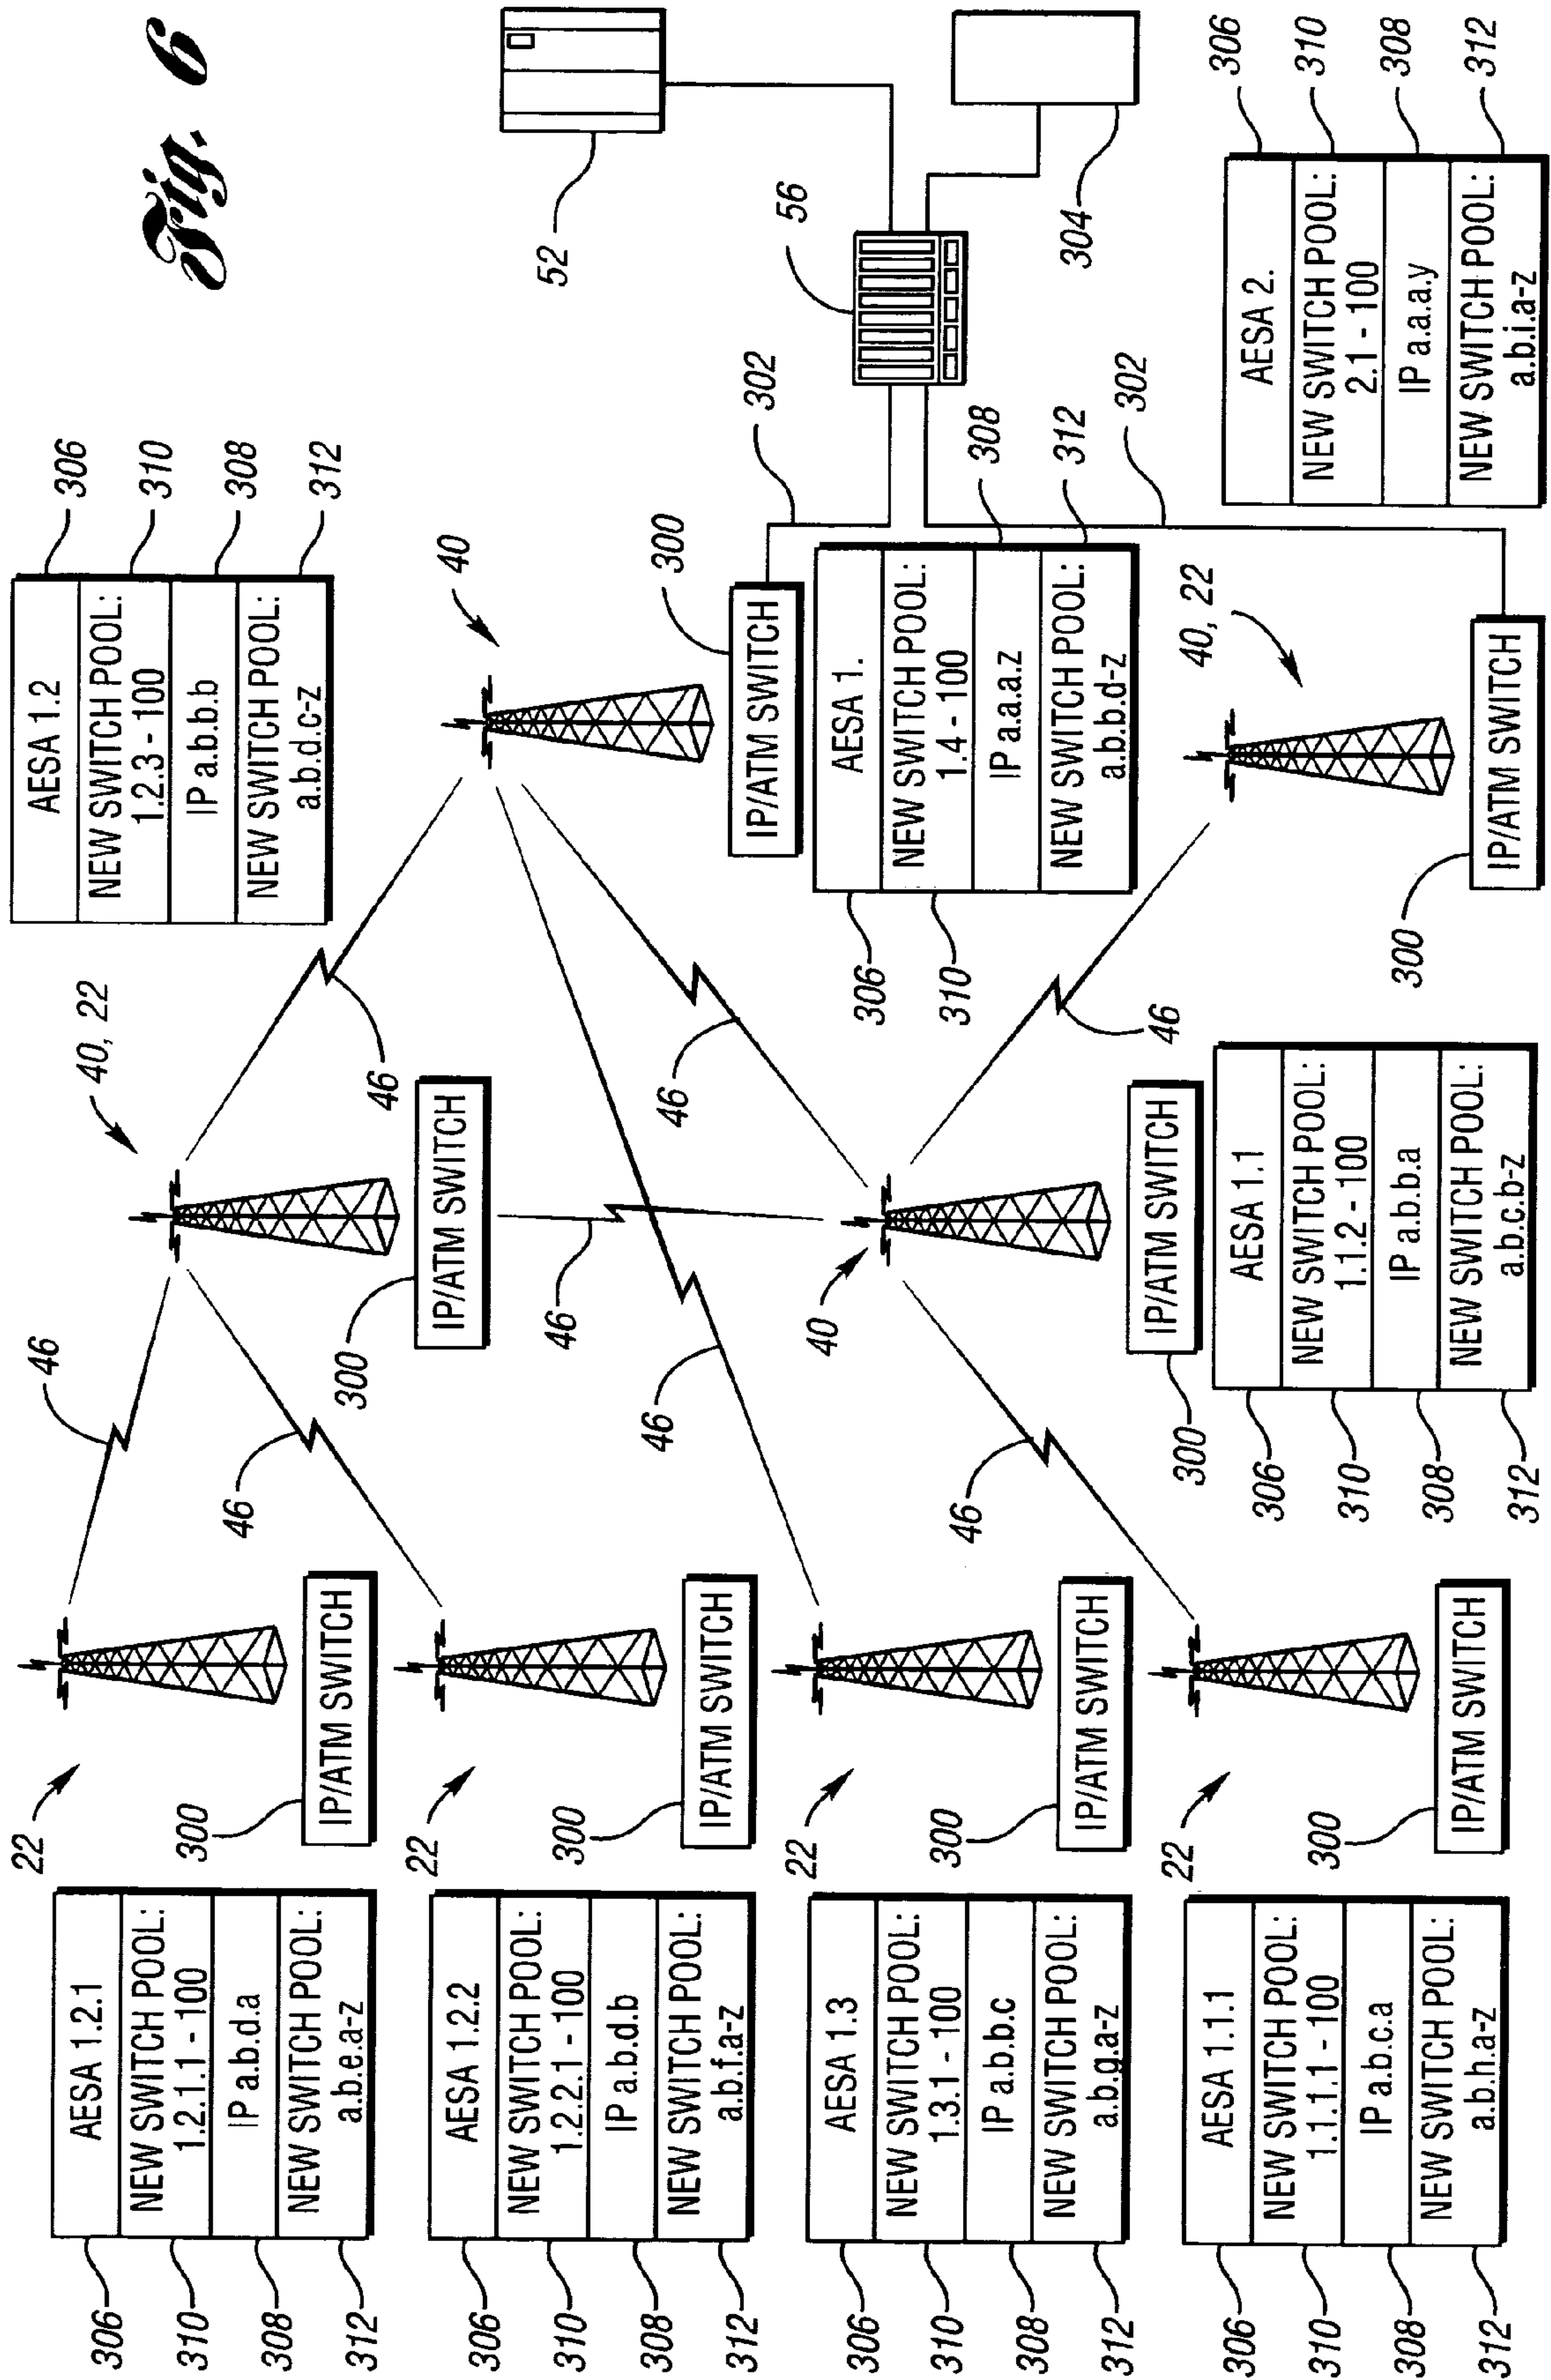 Fig. 6
AESA 1.2.1
NEW SWITCH POOL:
1.2.1.1 - 100
IP a.b.d.a
NEW SWITCH POOL:
a.b.e.a-z
306
310
308
312
22
300
IP/ATM SWITCH
46
46
40, 22
300
IP/ATM SWITCH
46
46
AESA 1.2
NEW SWITCH POOL:
1.2.3 - 100
IP a.b.b.b
NEW SWITCH POOL:
a.b.d.c-z
306
310
308
312
52
AESA 1.2.2
NEW SWITCH POOL:
1.2.2.1 - 100
IP a.b.d.b
NEW SWITCH POOL:
a.b.f.a-z
306
310
308
312
22
300
IP/ATM SWITCH
46
46
40
300
IP/ATM SWITCH
302
56
304
AESA 1.3
NEW SWITCH POOL:
1.3.1 - 100
IP a.b.b.c
NEW SWITCH POOL:
a.b.g.a-z
306
310
308
312
22
300
IP/ATM SWITCH
40
300
IP/ATM SWITCH
AESA 1.
NEW SWITCH POOL:
1.4 - 100
IP a.a.a.z
NEW SWITCH POOL:
a.b.b.d-z
306
310
308
312
302
AESA 1.1.1
NEW SWITCH POOL:
1.1.1.1 - 100
IP a.b.c.a
NEW SWITCH POOL:
a.b.h.a-z
306
310
308
312
22
300
IP/ATM SWITCH
46
AESA 1.1
NEW SWITCH POOL:
1.1.2 - 100
IP a.b.b.a
NEW SWITCH POOL:
a.b.c.b-z
306
310
308
312
46
40, 22
300
IP/ATM SWITCH
AESA 2.
NEW SWITCH POOL:
2.1 - 100
IP a.a.a.y
NEW SWITCH POOL:
a.b.i.a-z
306
310
308
312